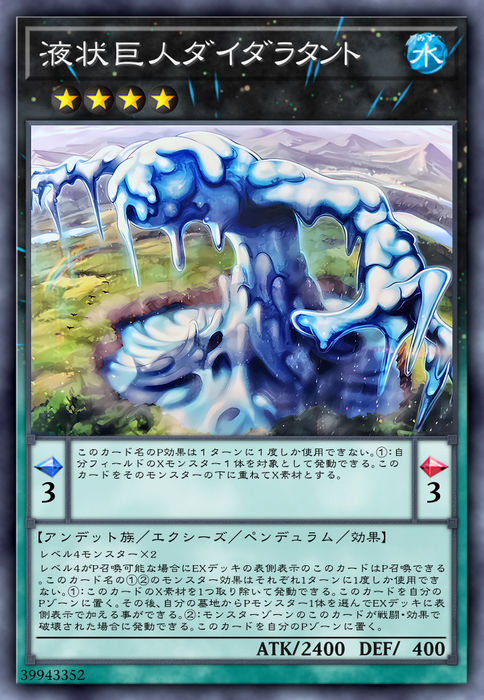 液状巨人ダイダラタント
みず
水
このカード名のP効果は１ターンに１度しか使用できない。①：自
分フィールドのXモンスター１体を対象として発動できる。この
カードをそのモンスターの下に重ねてX素材とする。
3
3
【アンデット族／エクシーズ／ペンデュラム／効果】
レベル4モンスター×2
レベル4がP召喚可能な場合にEXデッキの表側表示のこのカードはP召喚できる
。このカード名の①②のモンスター効果はそれぞれ1ターンに1度しか使用でき
ない。①：このカードのX素材を1つ取り除いて発動できる。このカードを自分の
Pゾーンに置く。その後、自分の墓地からPモンスター1体を選んでEXデッキに表
側表示で加える事ができる。②：モンスターゾーンのこのカードが戦闘・効果で
破壊された場合に発動できる。このカードを自分のPゾーンに置く。
ATK/2400 DEF/ 400
39943352